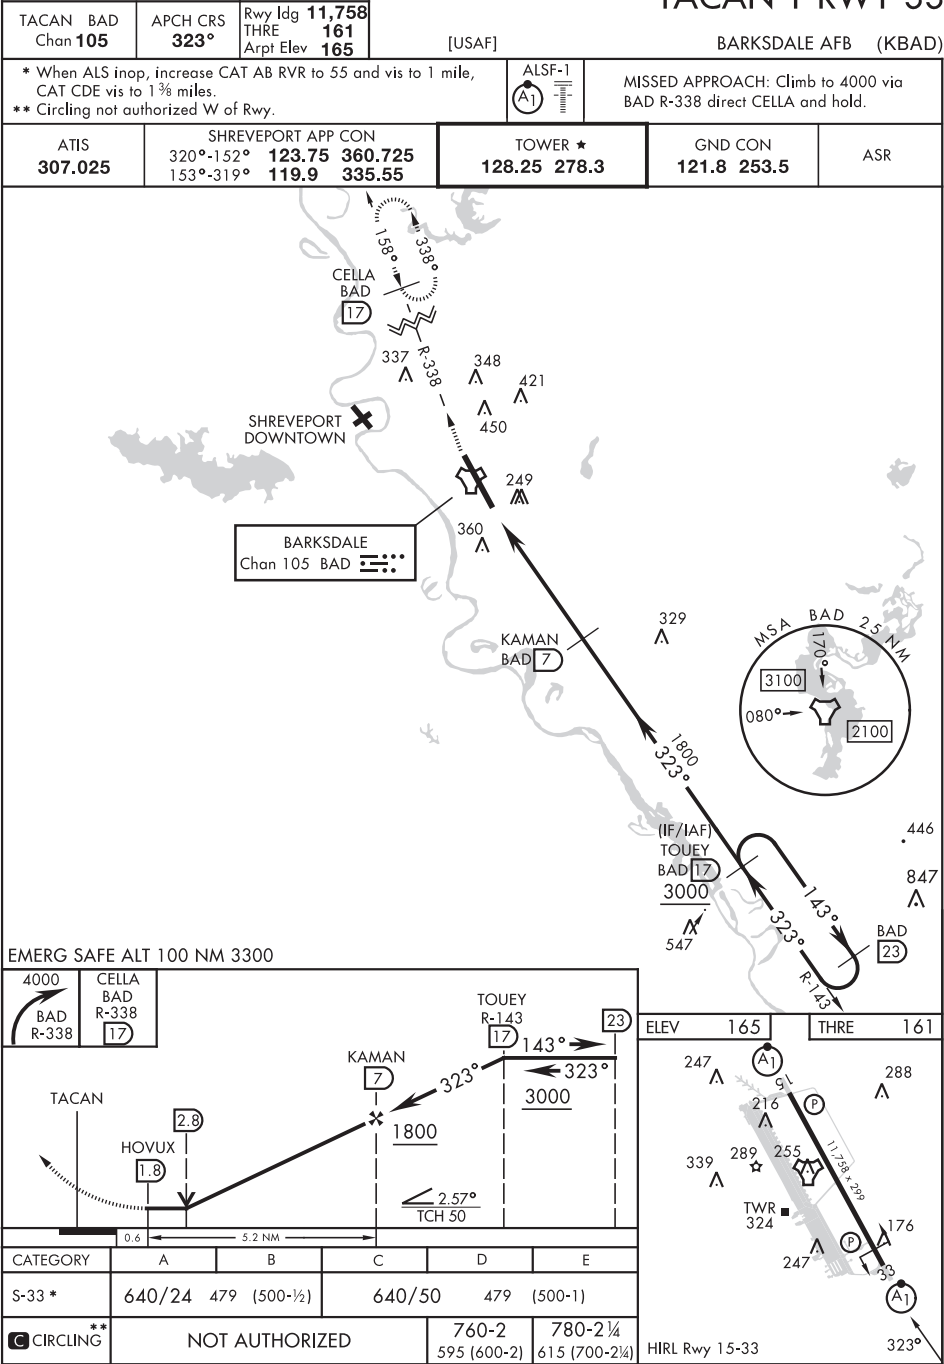 TACAN BAD
Chan 105
APCH CRS
323°
Rwy ldg 11,758
THRE 161
Arpt Elev 165
[USAF]
BARKSDALE AFB (KBAD)
* When ALS inop, increase CAT AB RVR to 55 and vis to 1 mile,
CAT CDE vis to 1 3/8 miles.
** Circling not authorized W of Rwy.
ALSF-1
A1
MISSED APPROACH: Climb to 4000 via
BAD R-338 direct CELLA and hold.
ATIS
307.025
SHREVEPORT APP CON
320°-152° 123.75 360.725
153°-319° 119.9 335.55
TOWER ★
128.25 278.3
GND CON
121.8 253.5
ASR
158°
338°
CELLA
BAD
17
R-338
337
348
421
450
SHREVEPORT
DOWNTOWN
249
360
BARKSDALE
Chan 105 BAD
329
KAMAN
BAD 7
MSA BAD 25 NM
170°
3100
080°
2100
1800
323°
(IF/IAF)
TOUEY
BAD 17
3000
446
847
143°
323°
547
BAD
23
R-143
EMERG SAFE ALT 100 NM 3300
4000
BAD
R-338
CELLA
BAD
R-338
17
TOUEY
R-143
17
23
143°
323°
3000
KAMAN
7
323°
1800
TACAN
2.8
HOVUX
1.8
2.57°
TCH 50
0.6
5.2 NM
ELEV 165
THRE 161
A1
247
288
15
P
216
11,758 x 299
339
289
255
TWR
324
176
P
247
33
A1
HIRL Rwy 15-33
323°
CATEGORY A B C D E
S-33 * 640/24 479 (500-½) 640/50 479 (500-1)
C CIRCLING ** NOT AUTHORIZED 760-2 780-2¼
595 (600-2) 615 (700-2¼)